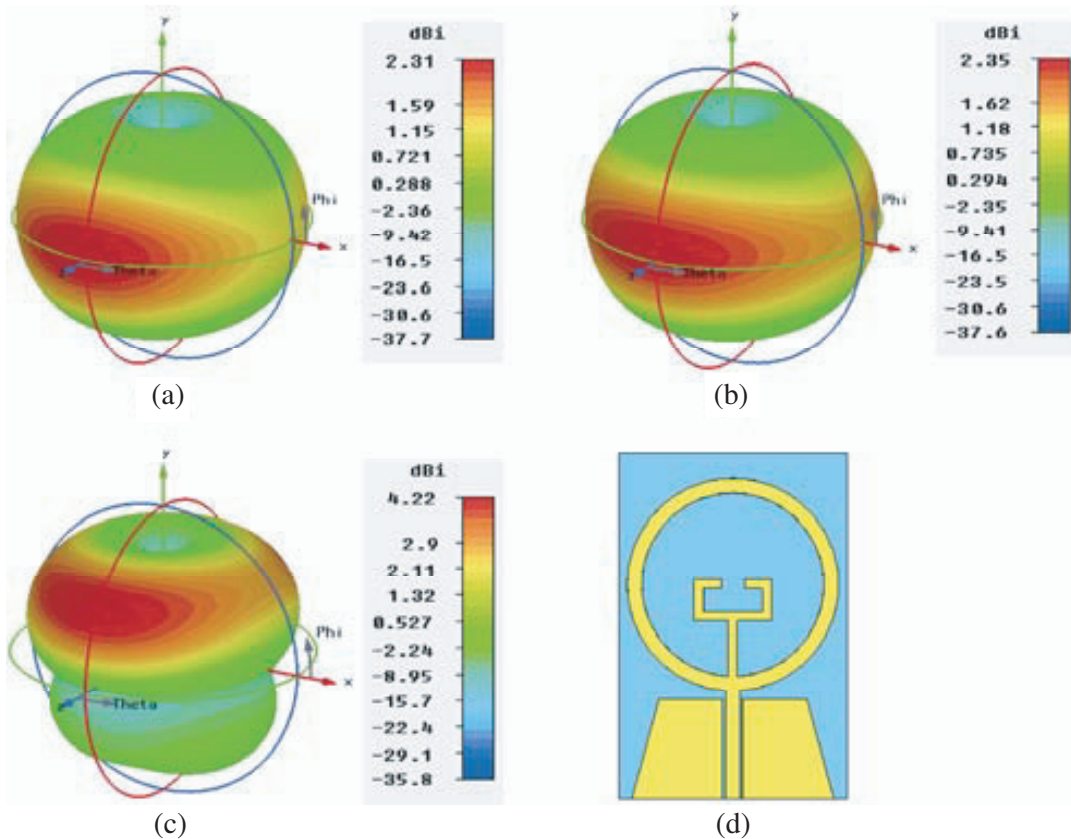 y
dBi
2.31
1.59
1.15
0.721
0.288
-2.36
-9.42
-16.5
-23.6
-30.6
-37.7
Phi
x
Theta
(a)
y
dBi
2.35
1.62
1.18
0.735
0.294
-2.35
-9.41
-16.5
-23.5
-30.6
-37.6
Phi
x
Theta
(b)
y
dBi
4.22
2.9
2.11
1.32
0.527
-2.24
-8.95
-15.7
-22.4
-29.1
-35.8
Phi
x
Theta
(c)
(d)